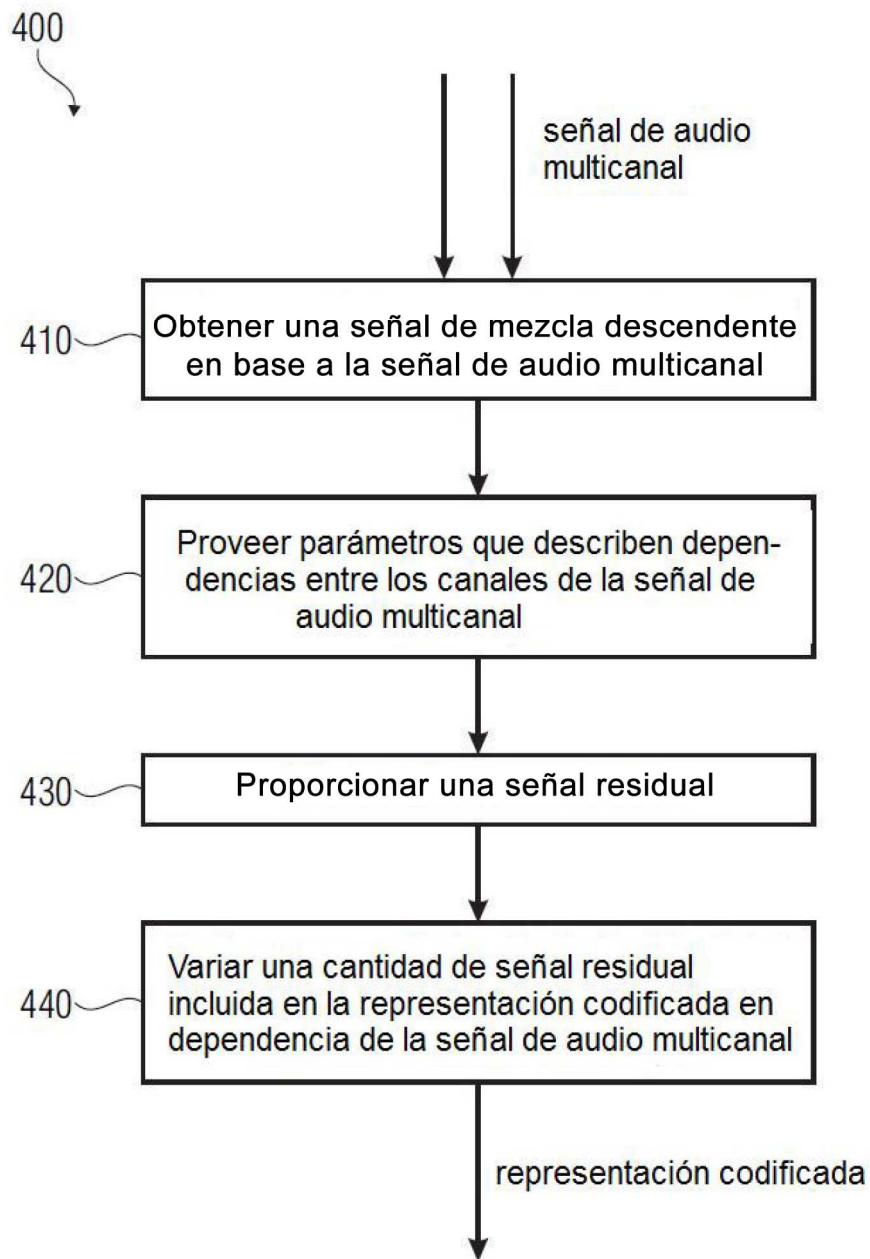 400
señal de audio
multicanal
410
Obtener una señal de mezcla descendente
en base a la señal de audio multicanal
420
Proveer parámetros que describen depen-
dencias entre los canales de la señal de
audio multicanal
430
Proporcionar una señal residual
440
Variar una cantidad de señal residual
incluida en la representación codificada en
dependencia de la señal de audio multicanal
representación codificada